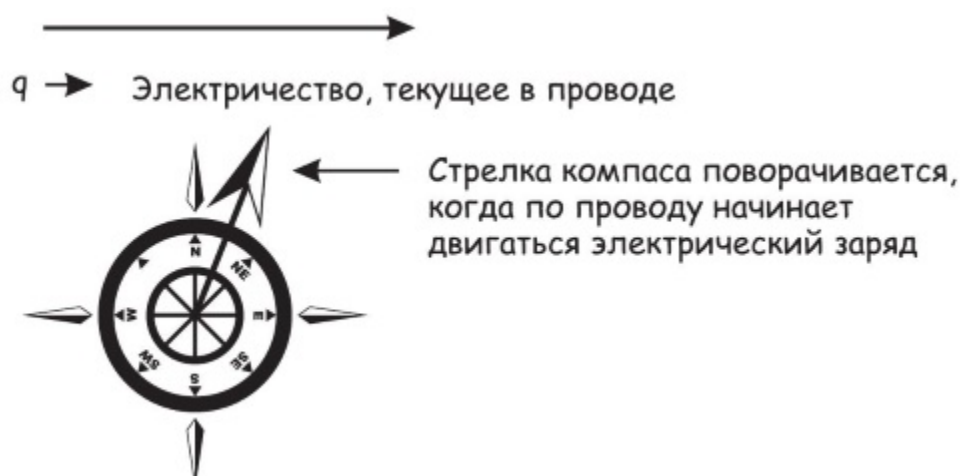 q
Электричество, текущее в проводе
Стрелка компаса поворачивается,
когда по проводу начинает
двигаться электрический заряд
N
NE
E
SE
S
SW
W